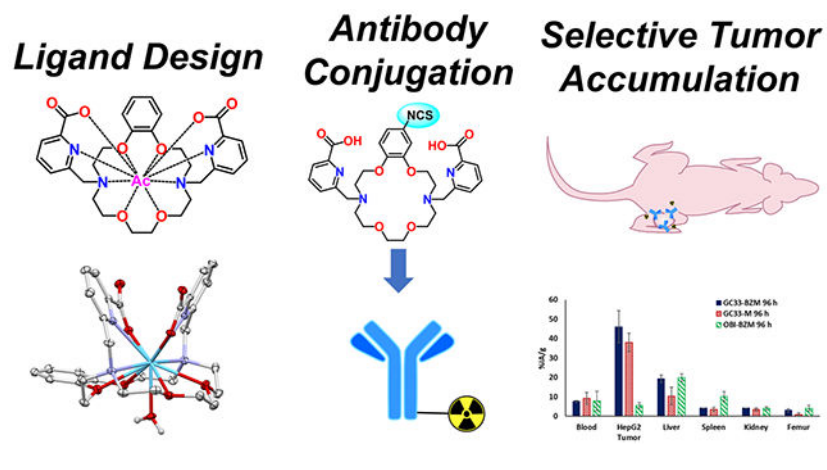 Ligand Design
Antibody
Conjugation
Selective Tumor
Accumulation
O
O
O
O
O
O
N
N
N
N
Ac
O
O
NCS
O
OH
O
HO
O
O
N
N
N
N
O
O
%IA/g
60
50
40
30
20
10
0
GC33-BZM 96 h
GC33-M 96 h
OBI-BZM 96 h
Blood
HepG2
Tumor
Liver
Spleen
Kidney
Femur